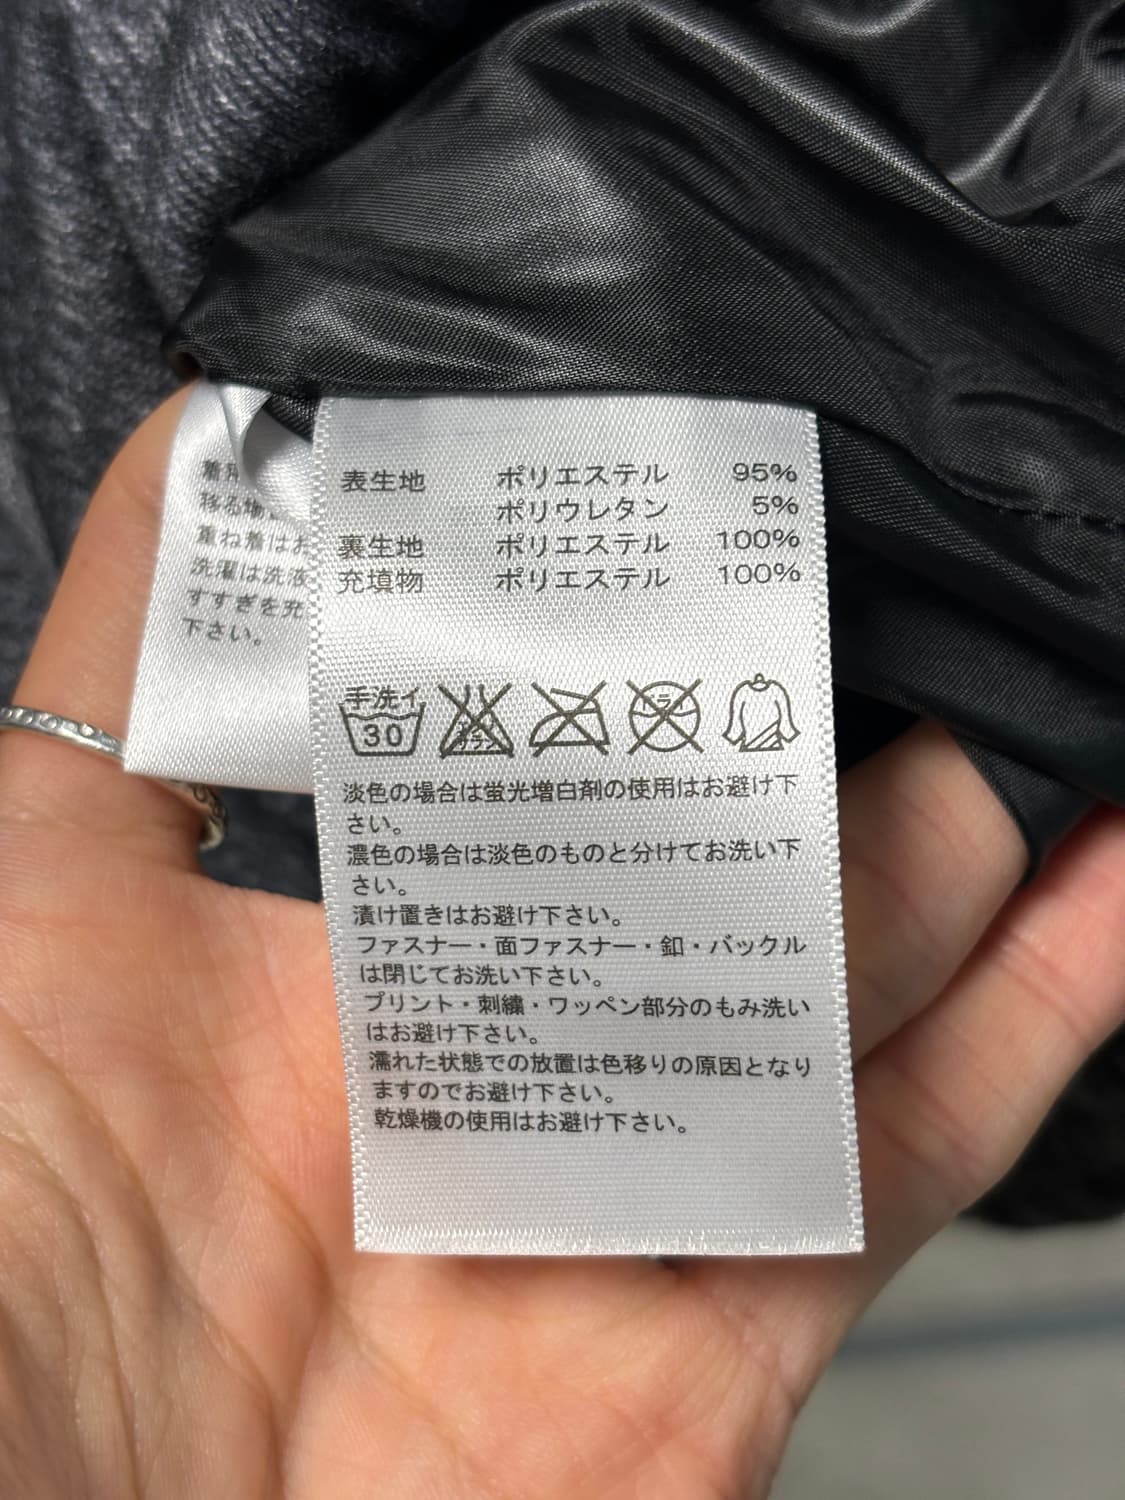 表生地 ポリエステル 95%
ポリウレタン 5%
裏生地 ポリエステル 100%
充填物 ポリエステル 100%
手洗イ
30
淡色の場合は蛍光増白剤の使用はお避け下
さい。
濃色の場合は淡色のものと分けてお洗い下
さい。
漬け置きはお避け下さい。
ファスナー・面ファスナー・釦・バックル
は閉じてお洗い下さい。
プリント・刺繍・ワッペン部分のもみ洗い
はお避け下さい。
濡れた状態での放置は色移りの原因となり
ますのでお避け下さい。
乾燥機の使用はお避け下さい。
移る場
重ね着はお
洗濯は洗液
すすぎを充
下さい。